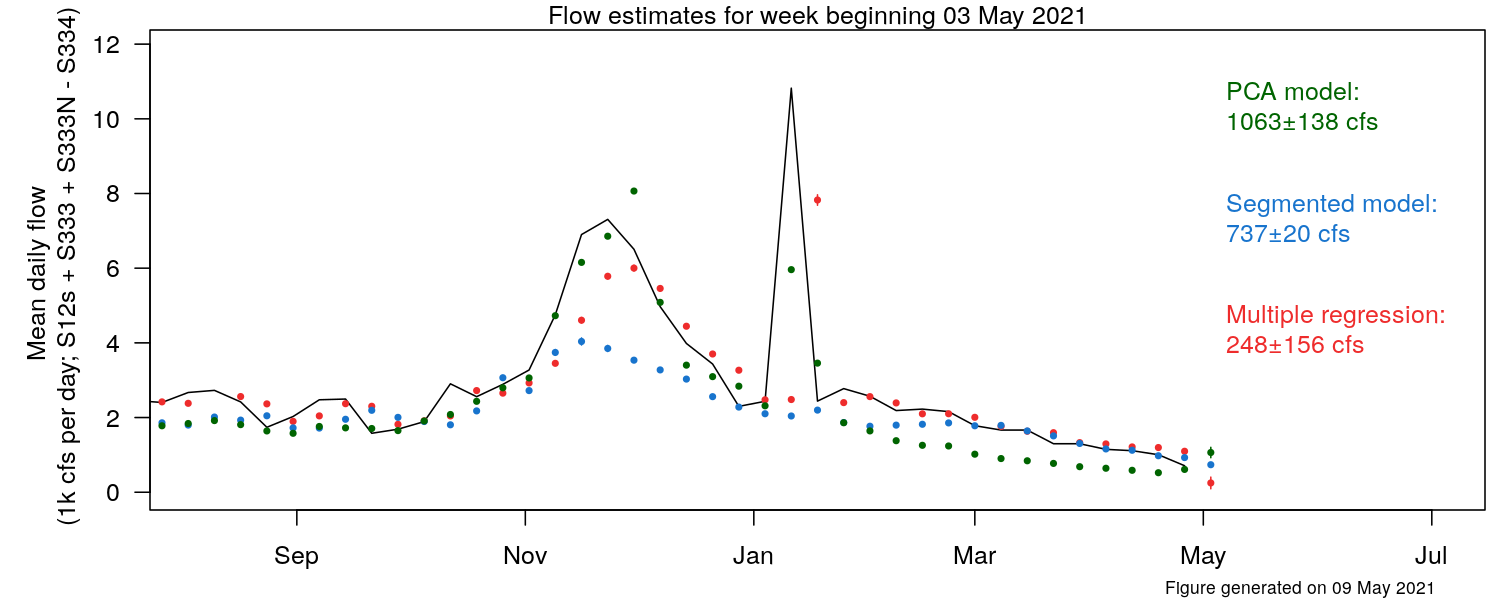 Flow estimates for week beginning 03 May 2021
Mean daily flow
(1k cfs per day; S12s + S333 + S333N - S334)
12
10
8
6
4
2
0
PCA model:
1063±138 cfs
Segmented model:
737±20 cfs
Multiple regression:
248±156 cfs
Sep Nov Jan Mar May Jul
Figure generated on 09 May 2021